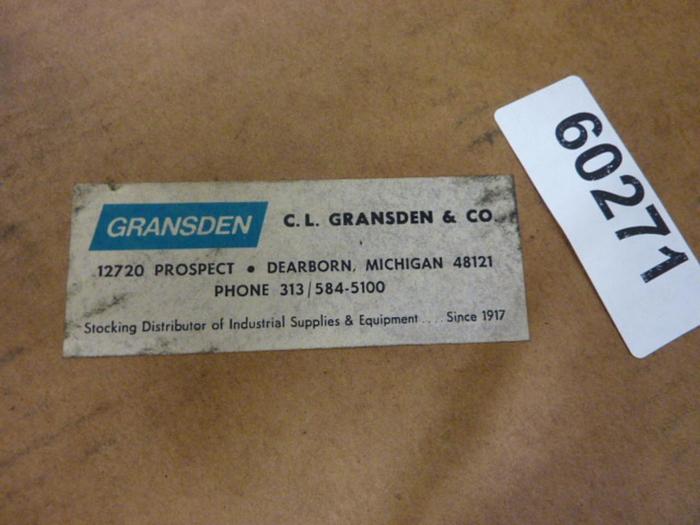 GRANSDEN C. L. GRANSDEN & CO.
12720 PROSPECT • DEARBORN, MICHIGAN 48121
PHONE 313/584-5100
Stocking Distributor of Industrial Supplies & Equipment .... Since 1917
60271